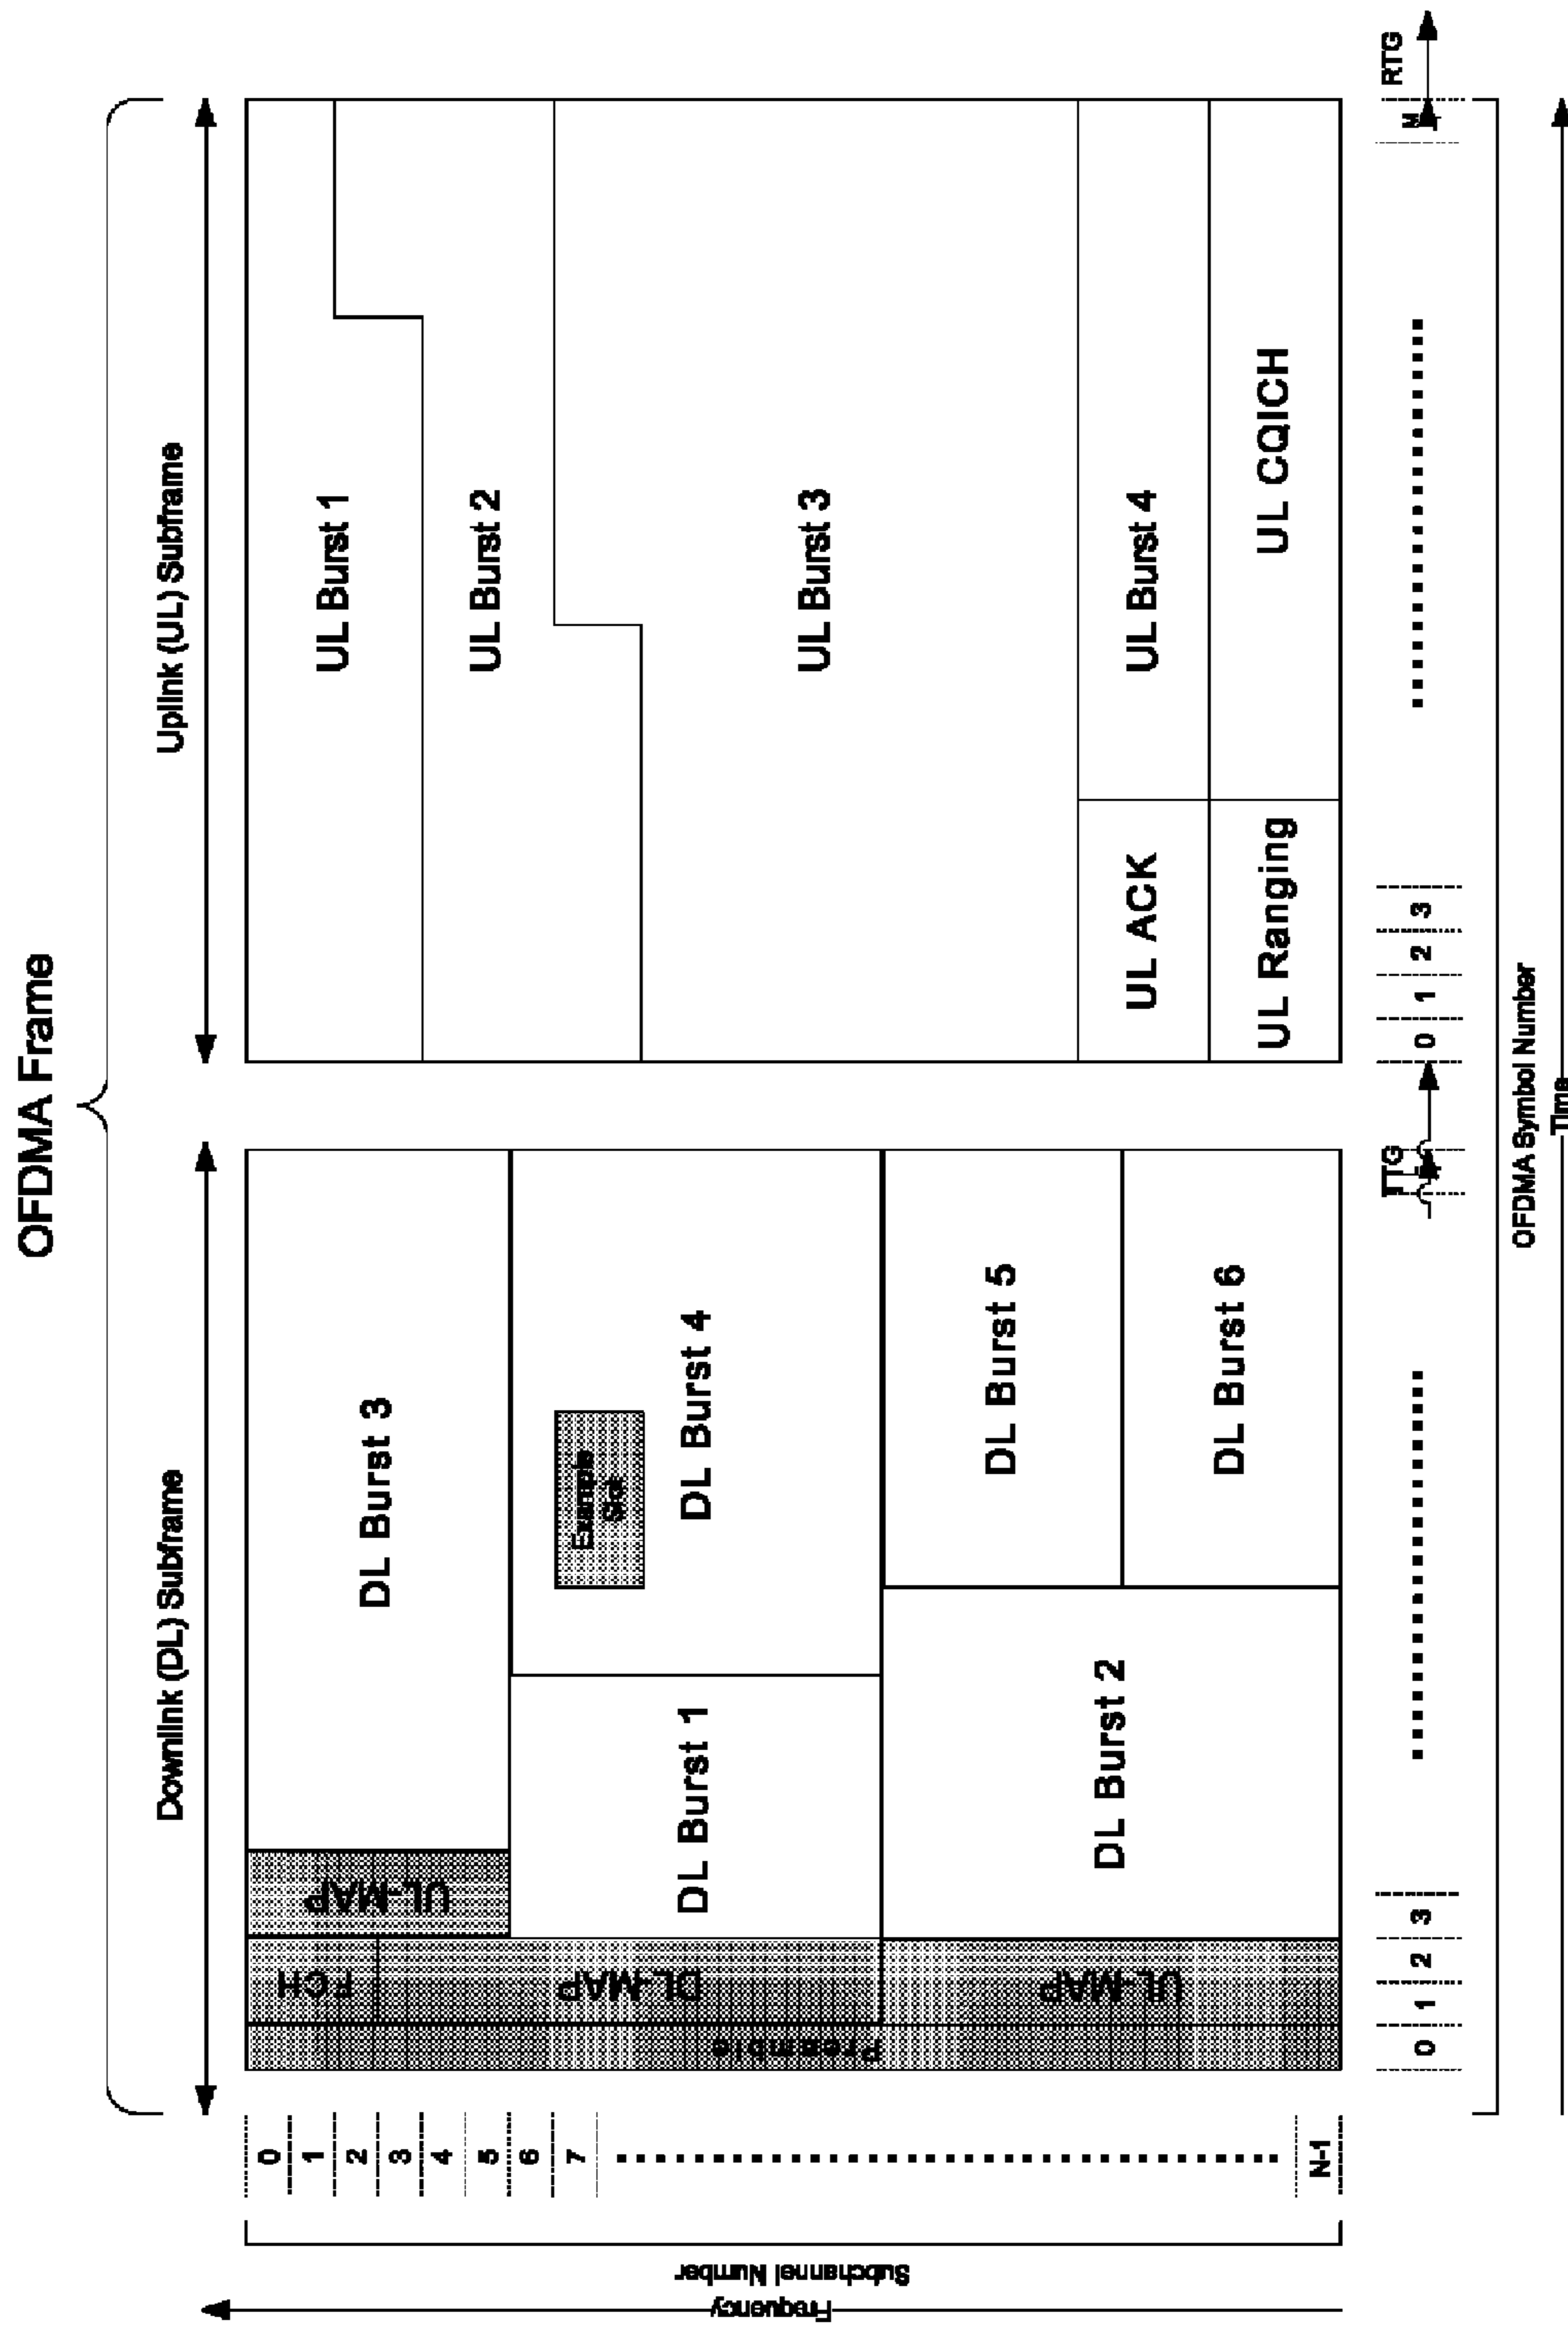 OFDMA Frame
Downlink (DL) Subframe
Uplink (UL) Subframe
Frequency
Subchannel Number
0
1
2
3
4
5
6
7
N-1
Preamble
FCH
DL-MAP
UL-MAP
UL-MAP
DL Burst 3
DL Burst 1
DL Burst 2
Example
Slot
DL Burst 4
DL Burst 5
DL Burst 6
UL Burst 1
UL Burst 2
UL Burst 3
UL ACK
UL Burst 4
UL Ranging
UL CQICH
0 1 2 3
TTG
0 1 2 3
RTG
OFDMA Symbol Number
Time